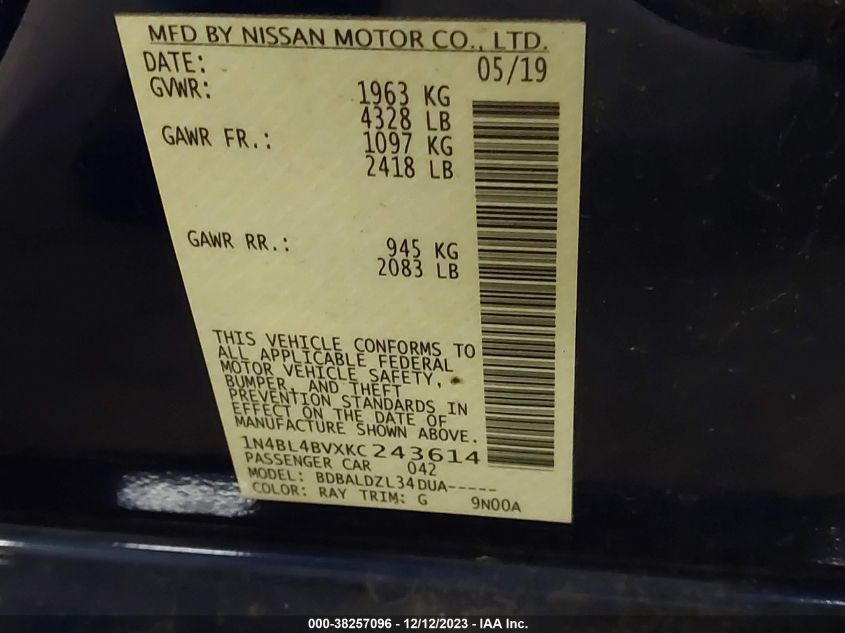 MFD BY NISSAN MOTOR CO., LTD.
DATE: 05/19
GVWR: 1963 KG
4328 LB
GAWR FR.: 1097 KG
2418 LB
GAWR RR.: 945 KG
2083 LB
THIS VEHICLE CONFORMS TO
ALL APPLICABLE FEDERAL
MOTOR VEHICLE SAFETY,
BUMPER, AND THEFT
PREVENTION STANDARDS IN
EFFECT ON THE DATE OF
MANUFACTURE SHOWN ABOVE.
1N4BL4BVXKC243614
PASSENGER CAR 042
MODEL: BDBALDZL34DUA-----
COLOR: RAY TRIM: G 9N00A
000-38257096 - 12/12/2023 - IAA Inc.